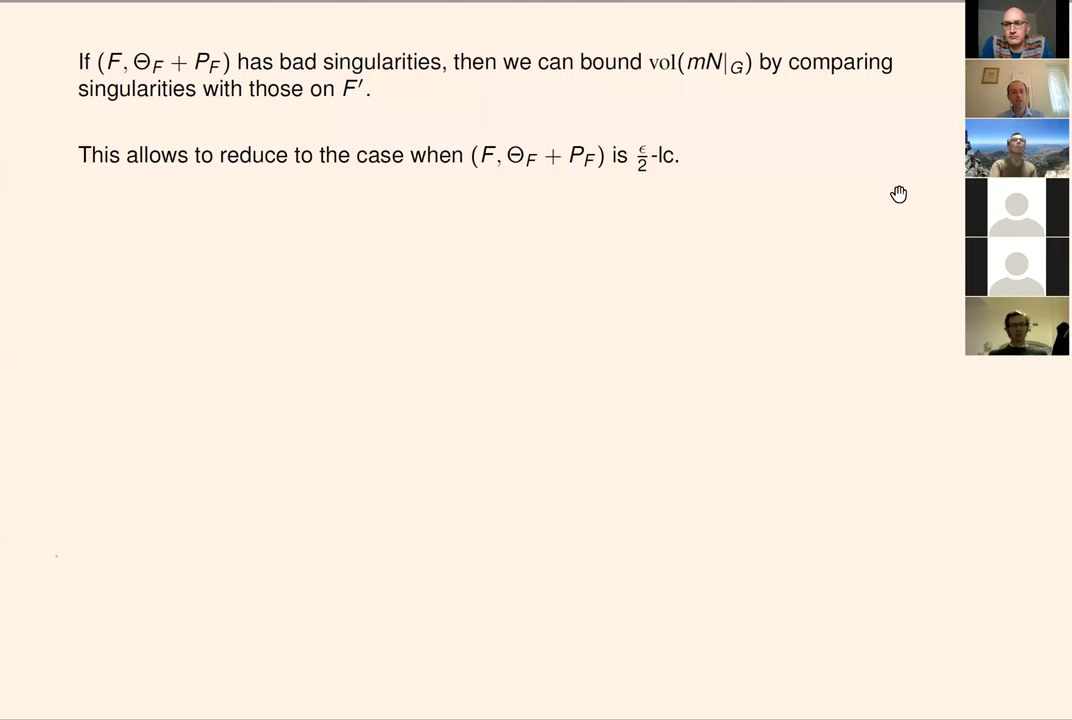 If (F, Θ_F + P_F) has bad singularities, then we can bound vol(mN|_G) by comparing
singularities with those on F′.
This allows to reduce to the case when (F, Θ_F + P_F) is ϵ/2-lc.